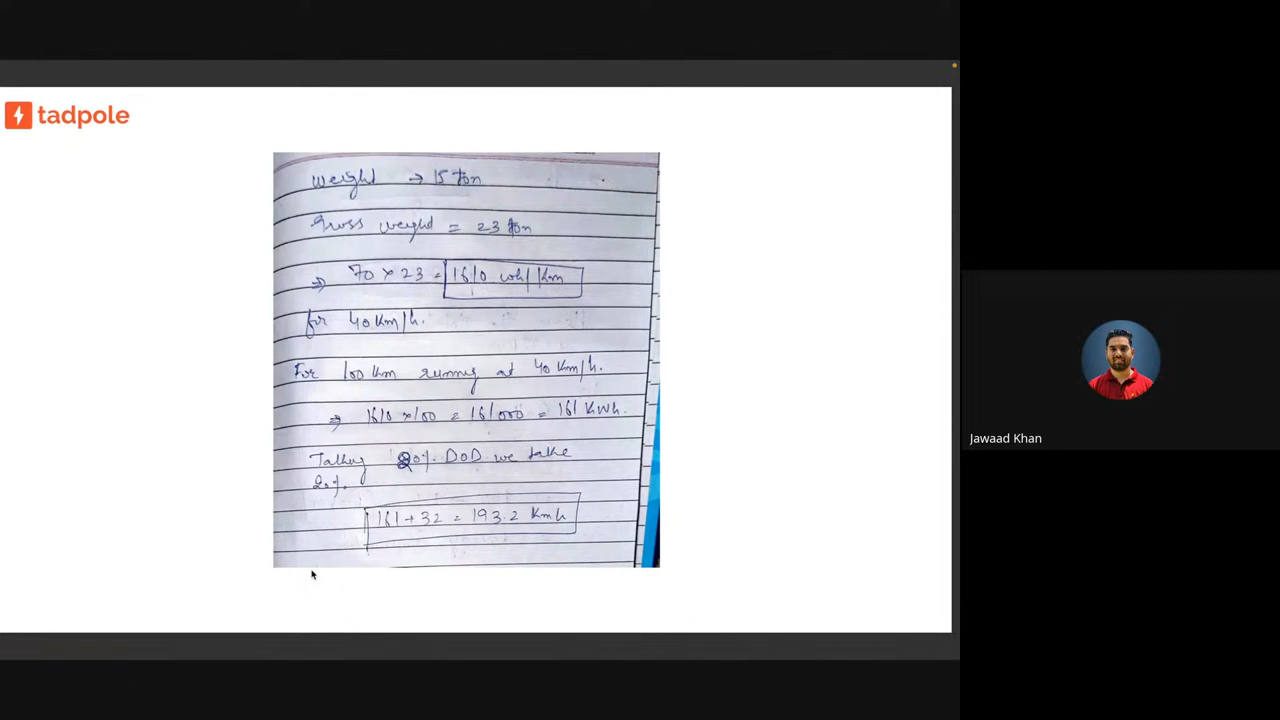 tadpole
Weight → 15 ton
Gross weight = 23 ton
⇒ 70 × 23 = 1610 wh/km
for 40 Km/h.
For 100 Km running at 40 Km/h.
⇒ 1610 × 100 = 161000 = 161 KWh.
Talking 80% DOD we take
20%.
161 + 32 = 193.2 Kwh
Jawaad Khan